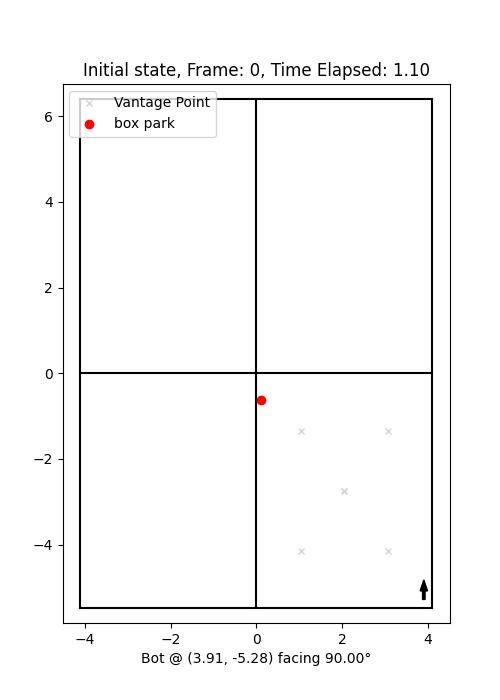 Initial state, Frame: 0, Time Elapsed: 1.10
Vantage Point
box park
6
4
2
0
−2
−4
−4
−2
0
2
4
Bot @ (3.91, -5.28) facing 90.00°